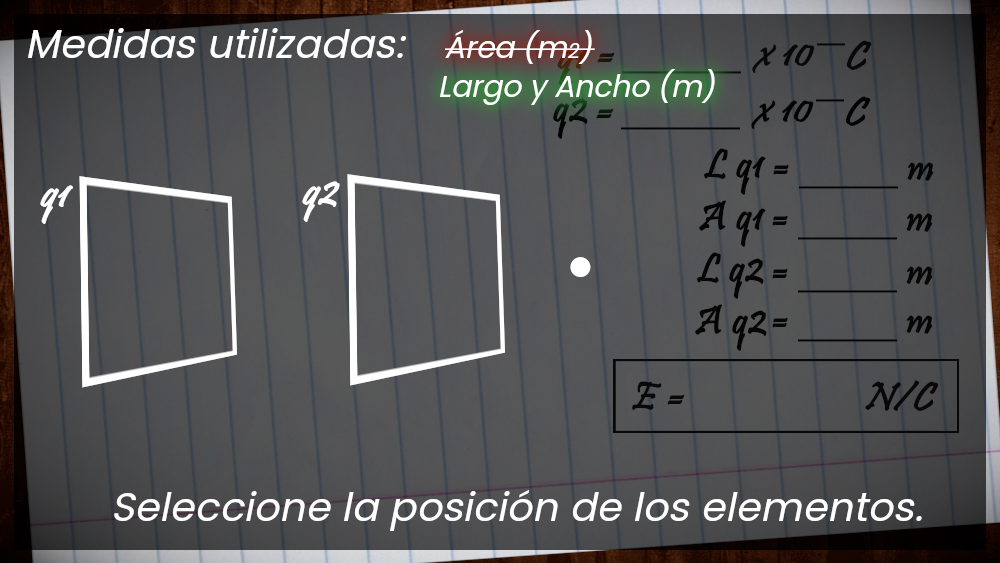 Medidas utilizadas:
Área (m2)
Largo y Ancho (m)
q1 = ______ x 10⁻ C
q2 = ______ x 10⁻ C
q1
q2
L q1 = ______ m
A q1 = ______ m
L q2 = ______ m
A q2 = ______ m
E = N/C
Seleccione la posición de los elementos.